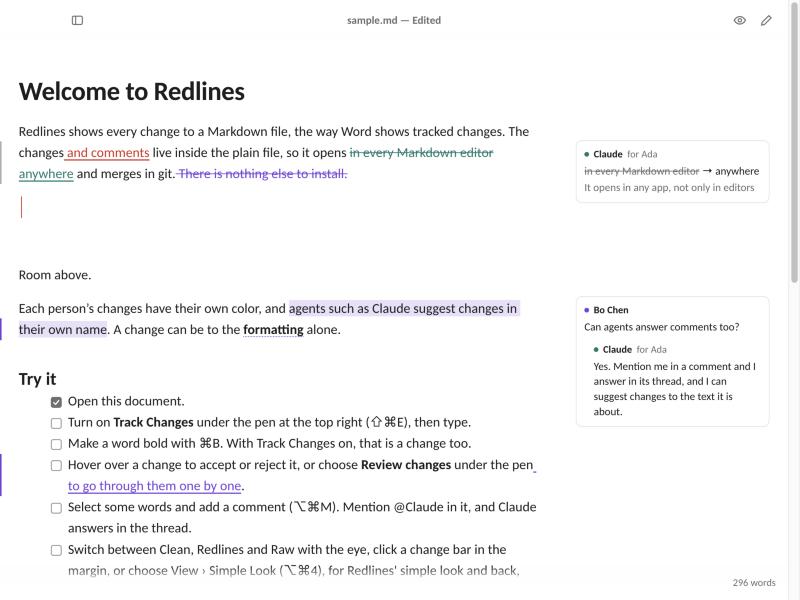 sample.md — Edited
Welcome to Redlines
Redlines shows every change to a Markdown file, the way Word shows tracked changes. The
changes and comments live inside the plain file, so it opens in every Markdown editor
anywhere and merges in git. There is nothing else to install.
Room above.
Each person’s changes have their own color, and agents such as Claude suggest changes in
their own name. A change can be to the formatting alone.
Try it
Open this document.
Turn on Track Changes under the pen at the top right (⇧⌘E), then type.
Make a word bold with ⌘B. With Track Changes on, that is a change too.
Hover over a change to accept or reject it, or choose Review changes under the pen
to go through them one by one.
Select some words and add a comment (⌥⌘M). Mention @Claude in it, and Claude
answers in the thread.
Switch between Clean, Redlines and Raw with the eye, click a change bar in the
margin, or choose View › Simple Look (⌥⌘4), for Redlines' simple look and back,
Claude for Ada
in every Markdown editor → anywhere
It opens in any app, not only in editors
Bo Chen
Can agents answer comments too?
Claude for Ada
Yes. Mention me in a comment and I
answer in its thread, and I can
suggest changes to the text it is
about.
296 words